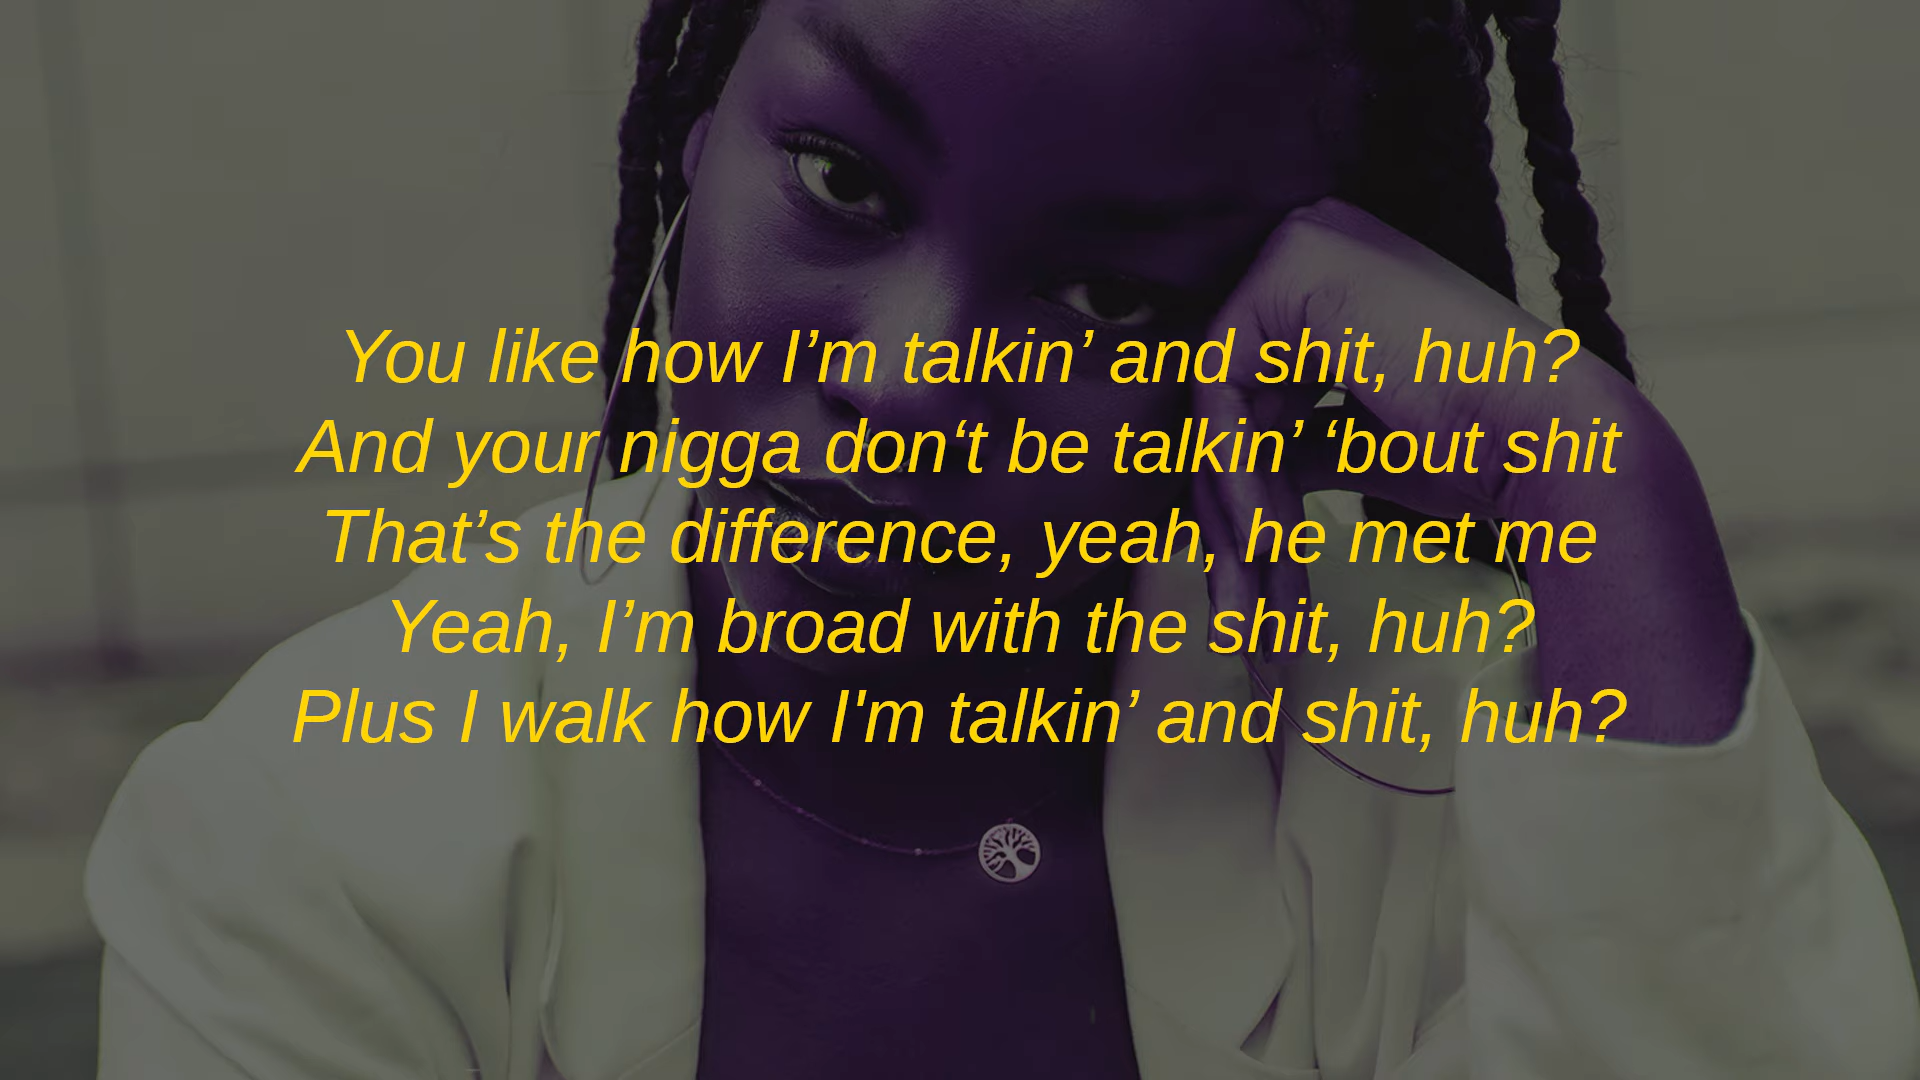 You like how I’m talkin’ and shit, huh?
And your nigga don‘t be talkin’ ‘bout shit
That’s the difference, yeah, he met me
Yeah, I’m broad with the shit, huh?
Plus I walk how I'm talkin’ and shit, huh?